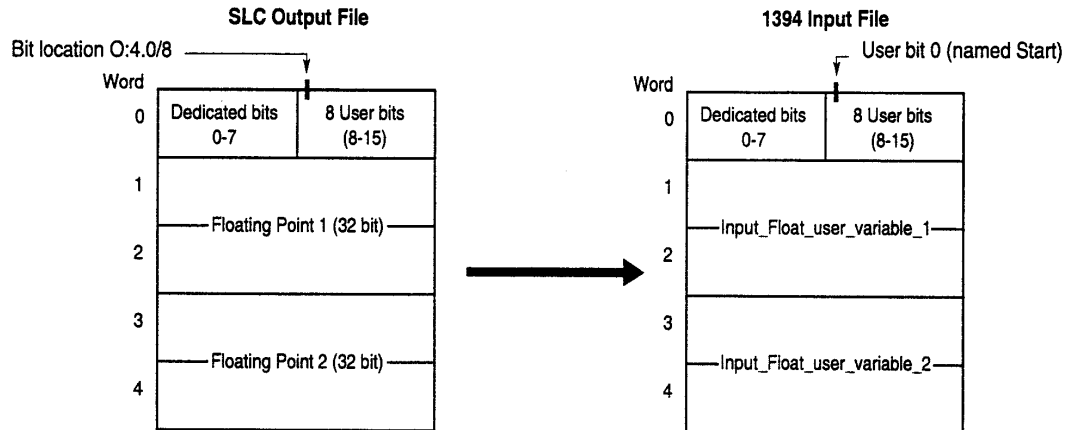 SLC Output File
Bit location O:4.0/8
Word
0
Dedicated bits
0-7
8 User bits
(8-15)
1
Floating Point 1 (32 bit)
2
3
Floating Point 2 (32 bit)
4
1394 Input File
User bit 0 (named Start)
Word
0
Dedicated bits
0-7
8 User bits
(8-15)
1
Input_Float_user_variable_1
2
3
Input_Float_user_variable_2
4